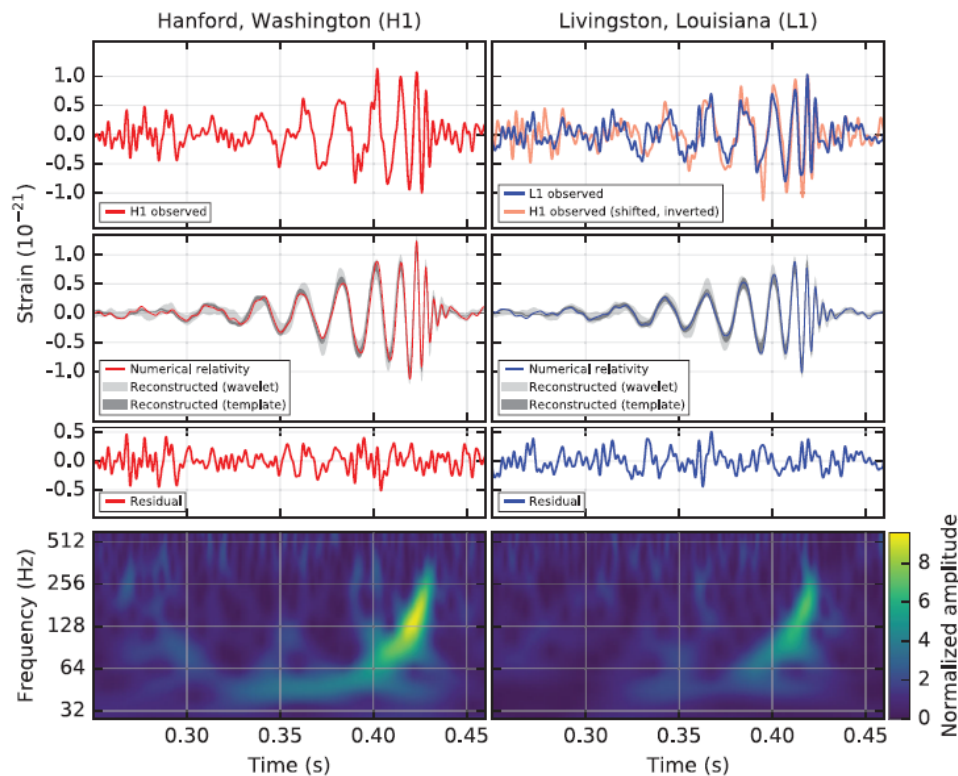 Hanford, Washington (H1)
Livingston, Louisiana (L1)
Strain (10⁻²¹)
1.0
0.5
0.0
-0.5
-1.0
H1 observed
L1 observed
H1 observed (shifted, inverted)
1.0
0.5
0.0
-0.5
-1.0
Numerical relativity
Reconstructed (wavelet)
Reconstructed (template)
Numerical relativity
Reconstructed (wavelet)
Reconstructed (template)
0.5
0.0
-0.5
Residual
Residual
Frequency (Hz)
512
256
128
64
32
Normalized amplitude
8
6
4
2
0
0.30 0.35 0.40 0.45
0.30 0.35 0.40 0.45
Time (s)
Time (s)